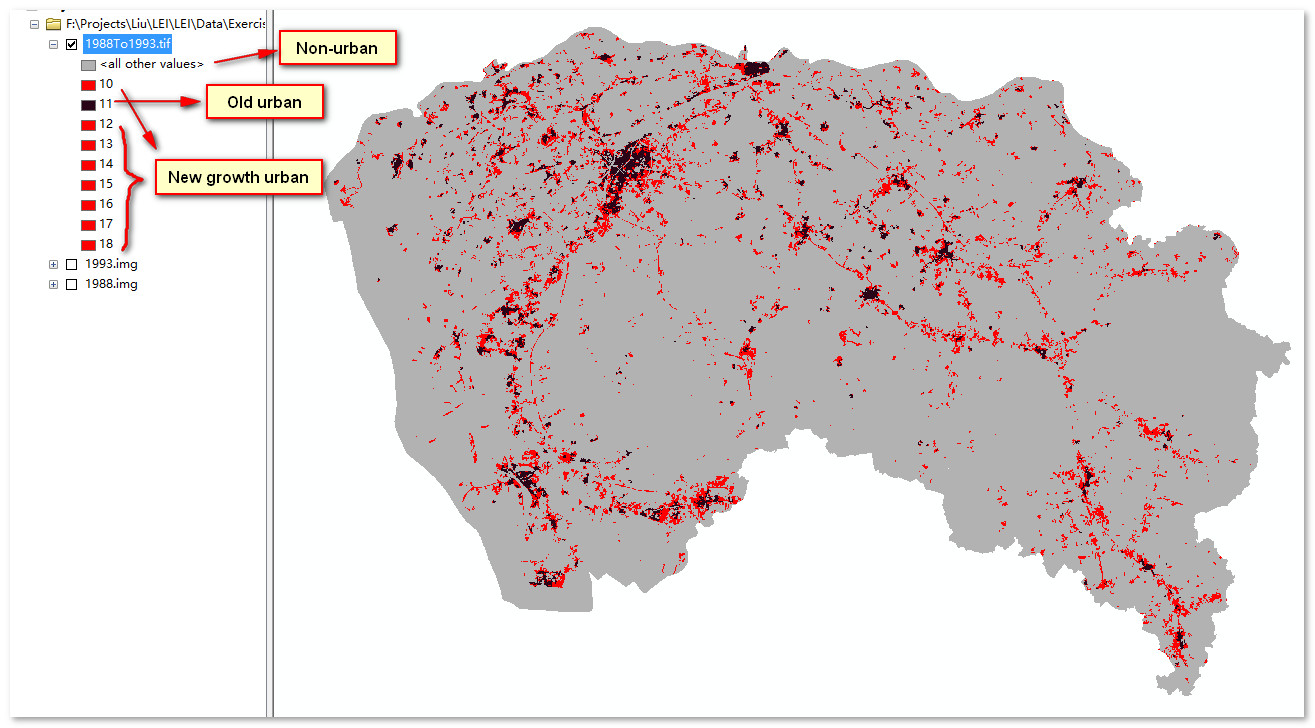 F:\Projects\Liu\LEI\LEI\Data\Exercis
1988To1993.tif
Non-urban
<all other values>
10
11
Old urban
12
13
14
New growth urban
15
16
17
18
1993.img
1988.img